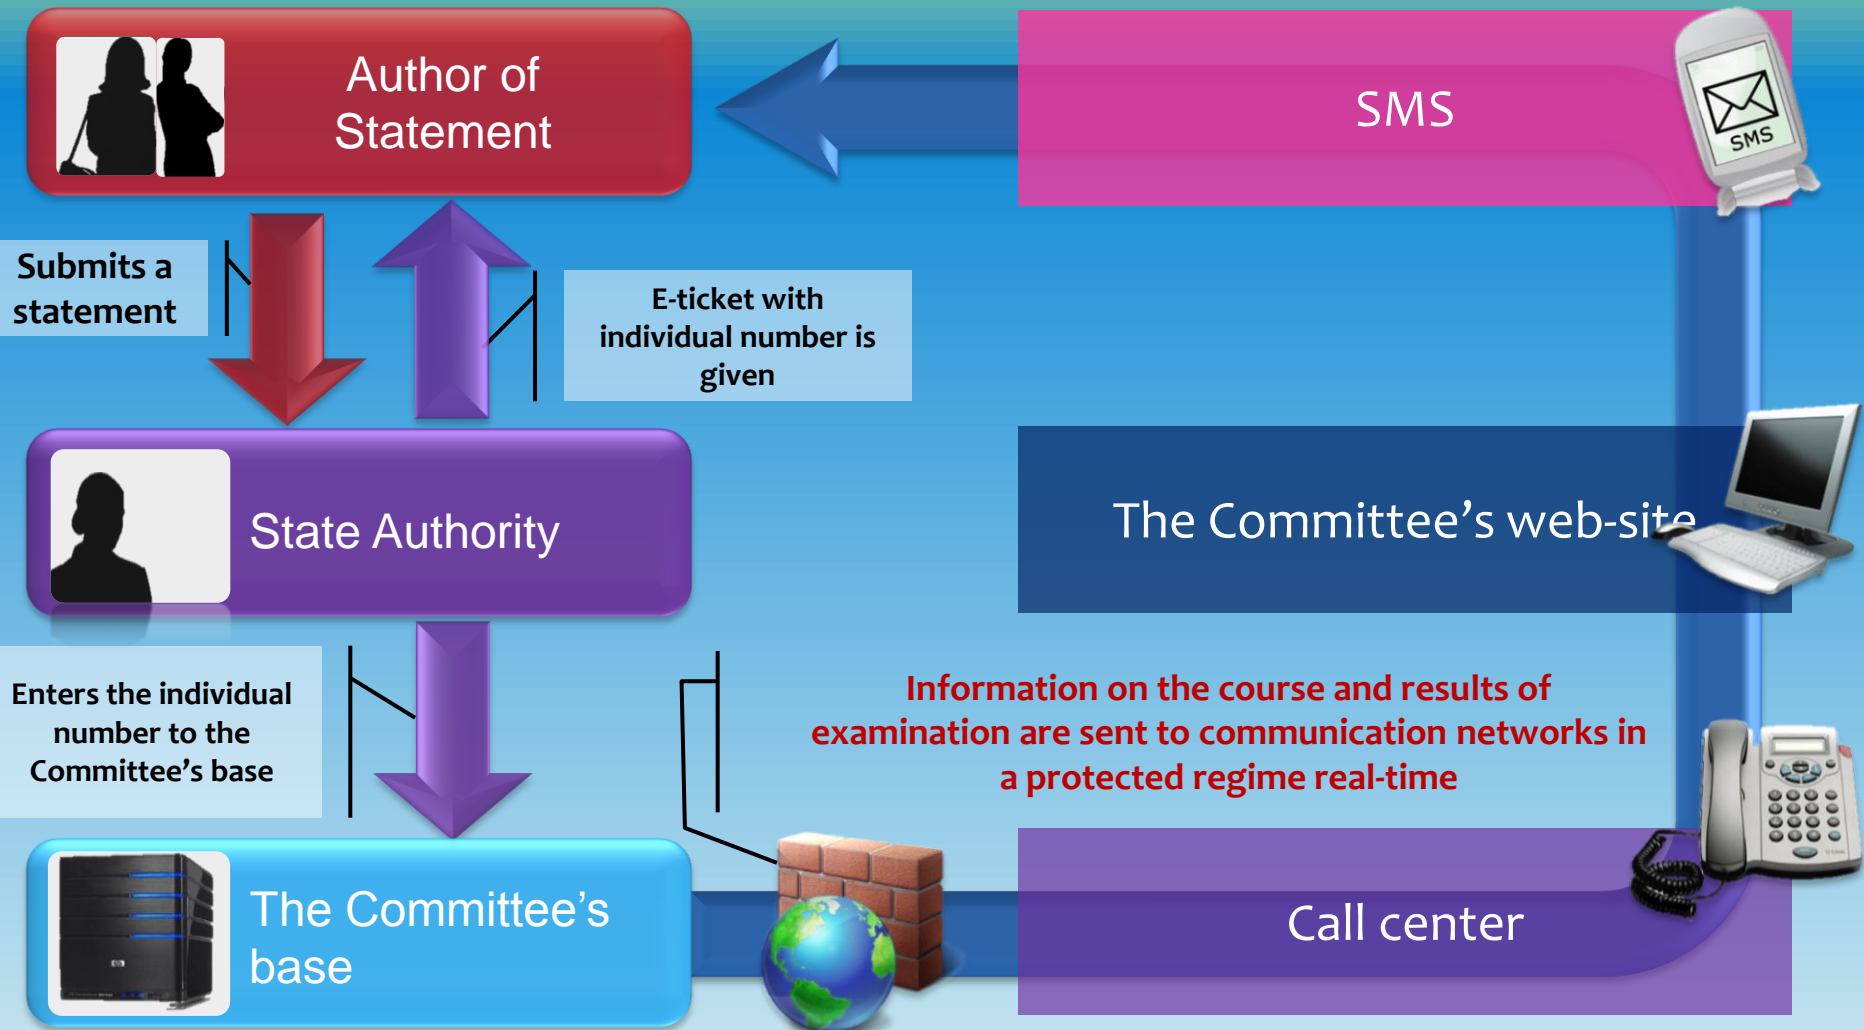 Author of
Statement
SMS
SMS
Submits a
statement
E-ticket with
individual number is
given
State Authority
The Committee’s web-site
Enters the individual
number to the
Committee’s base
Information on the course and results of
examination are sent to communication networks in
a protected regime real-time
The Committee’s
base
Call center